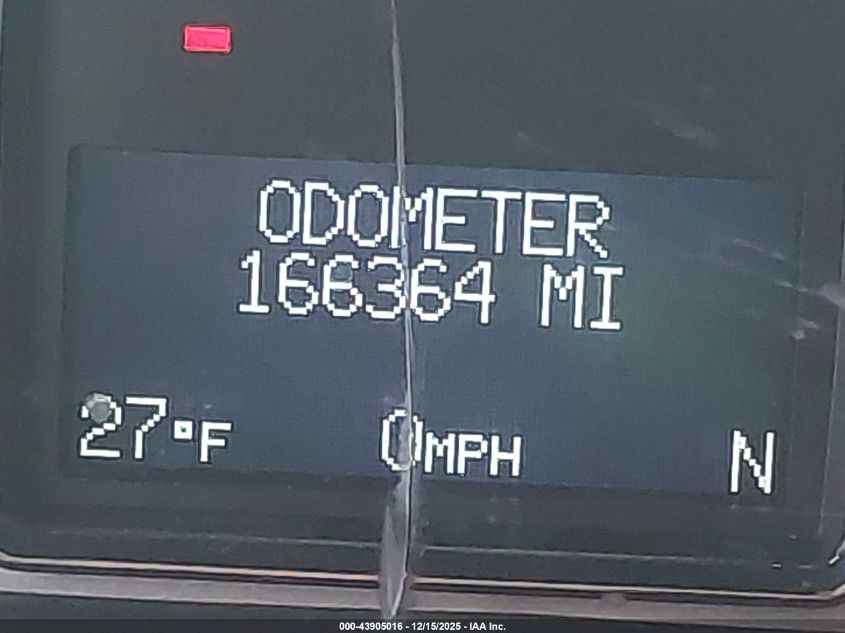 ODOMETER
166364 MI
27°F 0MPH N
000-43905016 - 12/15/2025 - IAA Inc.